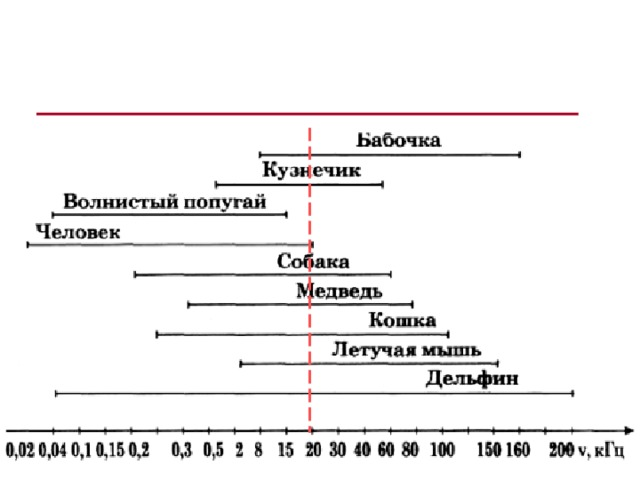 Бабочка
Кузнечик
Волнистый попугай
Человек
Собака
Медведь
Кошка
Летучая мышь
Дельфин
0,02 0,04 0,1 0,15 0,2 0,3 0,5 2 8 15 20 30 40 60 80 100 150 160 200 ν, кГц